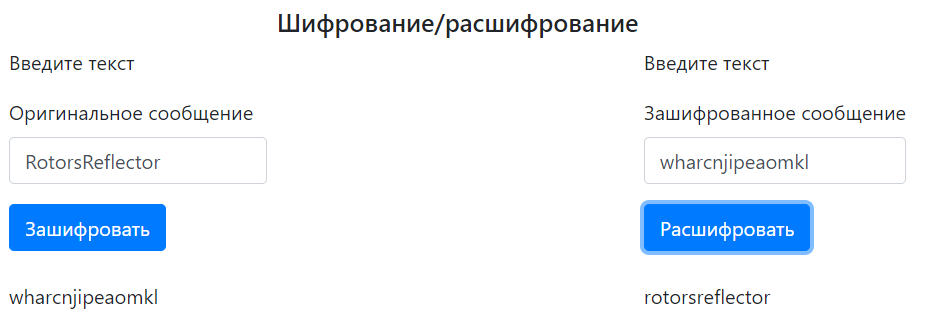 Шифрование/расшифрование
Введите текст
Оригинальное сообщение
RotorsReflector
Зашифровать
wharcnjipeaomkl
Введите текст
Зашифрованное сообщение
wharcnjipeaomkl
Расшифровать
rotorsreflector